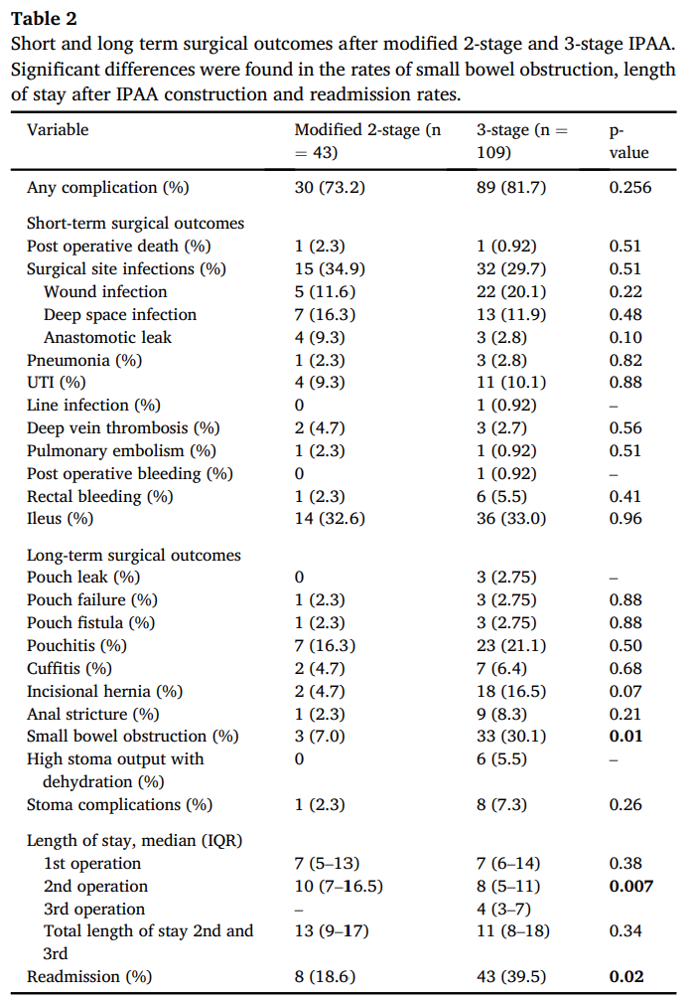 Table 2
Short and long term surgical outcomes after modified 2-stage and 3-stage IPAA.
Significant differences were found in the rates of small bowel obstruction, length
of stay after IPAA construction and readmission rates.
Variable Modified 2-stage (n 3-stage (n = p-
= 43) 109) value
Any complication (%) 30 (73.2) 89 (81.7) 0.256
Short-term surgical outcomes
Post operative death (%) 1 (2.3) 1 (0.92) 0.51
Surgical site infections (%) 15 (34.9) 32 (29.7) 0.51
Wound infection 5 (11.6) 22 (20.1) 0.22
Deep space infection 7 (16.3) 13 (11.9) 0.48
Anastomotic leak 4 (9.3) 3 (2.8) 0.10
Pneumonia (%) 1 (2.3) 3 (2.8) 0.82
UTI (%) 4 (9.3) 11 (10.1) 0.88
Line infection (%) 0 1 (0.92) –
Deep vein thrombosis (%) 2 (4.7) 3 (2.7) 0.56
Pulmonary embolism (%) 1 (2.3) 1 (0.92) 0.51
Post operative bleeding (%) 0 1 (0.92) –
Rectal bleeding (%) 1 (2.3) 6 (5.5) 0.41
Ileus (%) 14 (32.6) 36 (33.0) 0.96
Long-term surgical outcomes
Pouch leak (%) 0 3 (2.75) –
Pouch failure (%) 1 (2.3) 3 (2.75) 0.88
Pouch fistula (%) 1 (2.3) 3 (2.75) 0.88
Pouchitis (%) 7 (16.3) 23 (21.1) 0.50
Cuffitis (%) 2 (4.7) 7 (6.4) 0.68
Incisional hernia (%) 2 (4.7) 18 (16.5) 0.07
Anal stricture (%) 1 (2.3) 9 (8.3) 0.21
Small bowel obstruction (%) 3 (7.0) 33 (30.1) 0.01
High stoma output with 0 6 (5.5) –
dehydration (%)
Stoma complications (%) 1 (2.3) 8 (7.3) 0.26
Length of stay, median (IQR)
1st operation 7 (5–13) 7 (6–14) 0.38
2nd operation 10 (7–16.5) 8 (5–11) 0.007
3rd operation – 4 (3–7)
Total length of stay 2nd and 13 (9–17) 11 (8–18) 0.34
3rd
Readmission (%) 8 (18.6) 43 (39.5) 0.02